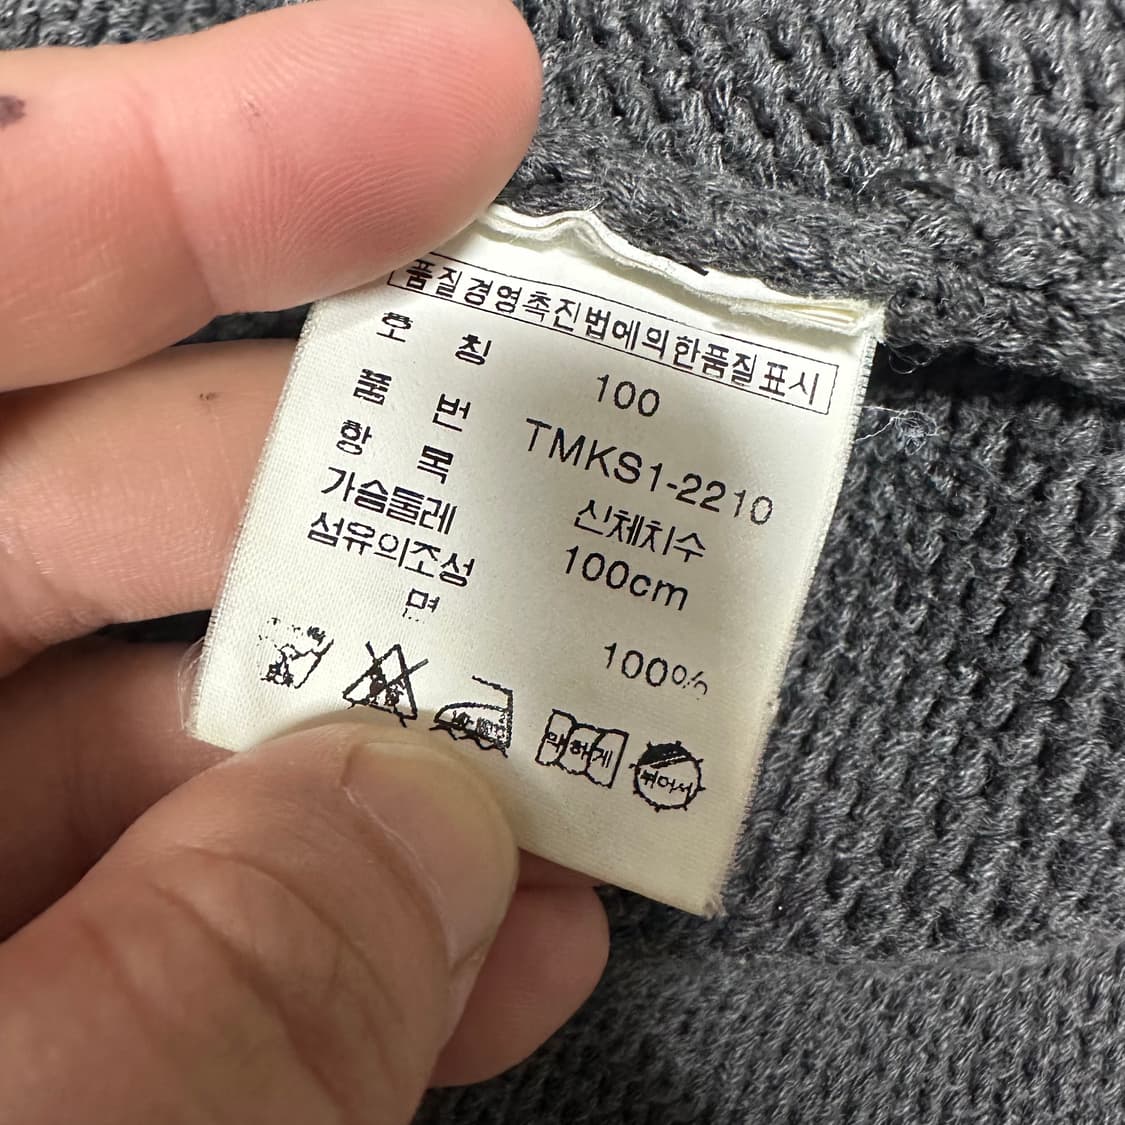 품질경영촉진법에의한품질표시
호 칭 100
품 번 TMKS1-2210
항 목 신체치수
가슴둘레 100cm
섬유의조성
면 100%
약하게 뉘어서